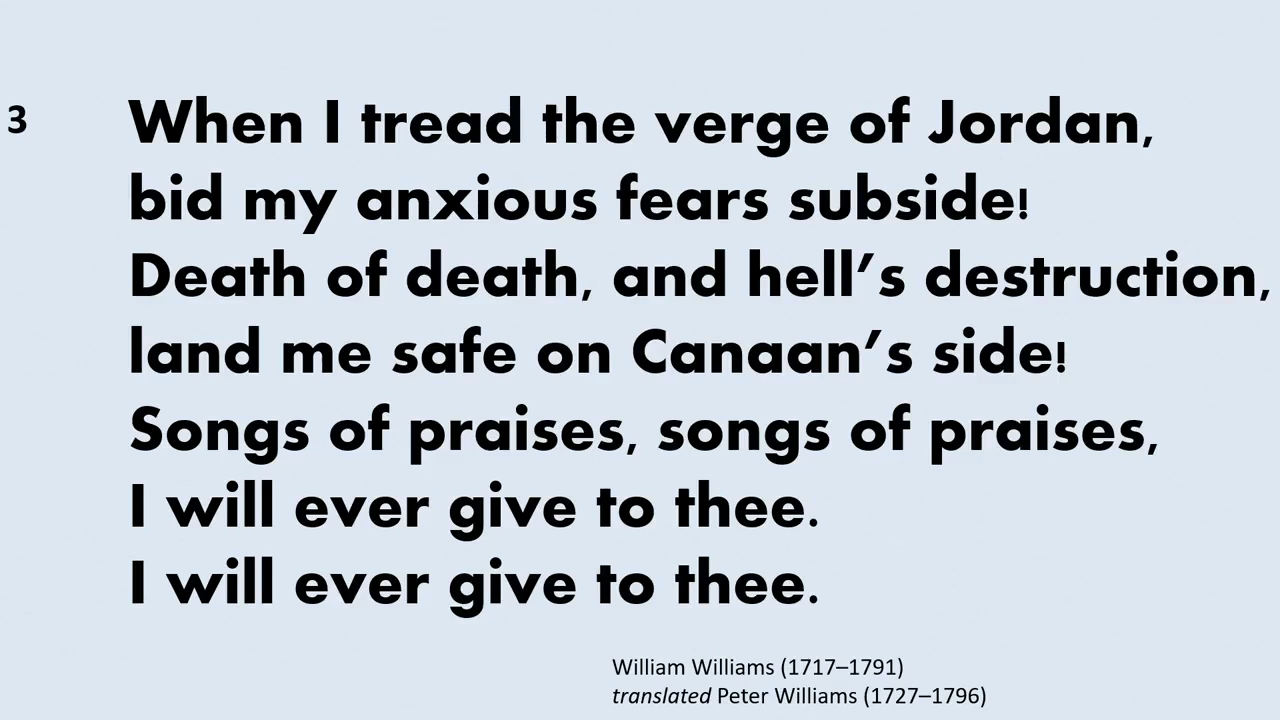 3 When I tread the verge of Jordan,
bid my anxious fears subside!
Death of death, and hell’s destruction,
land me safe on Canaan’s side!
Songs of praises, songs of praises,
I will ever give to thee.
I will ever give to thee.
William Williams (1717–1791)
translated Peter Williams (1727–1796)